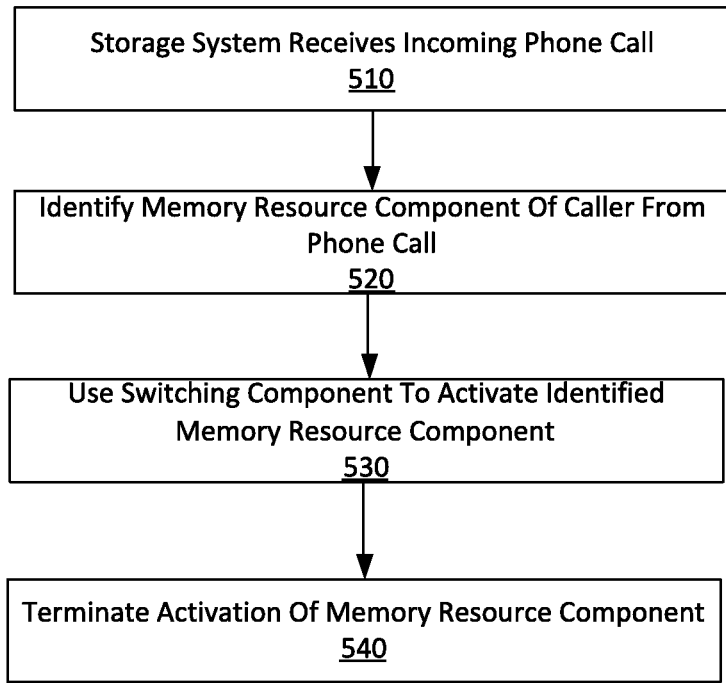 Storage System Receives Incoming Phone Call
510
Identify Memory Resource Component Of Caller From
Phone Call
520
Use Switching Component To Activate Identified
Memory Resource Component
530
Terminate Activation Of Memory Resource Component
540